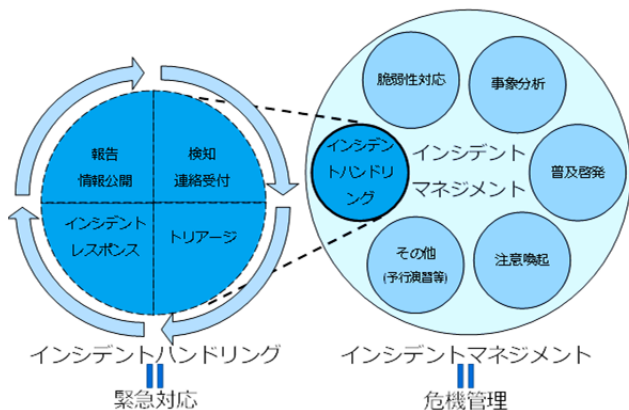 報告
情報公開
検知
連絡受付
インシデント
レスポンス
トリアージ
脆弱性対応
事象分析
インシデン
トハンドリ
ング
インシデント
マネジメント
普及啓発
その他
(予行演習等)
注意喚起
インシデントハンドリング
緊急対応
インシデントマネジメント
危機管理